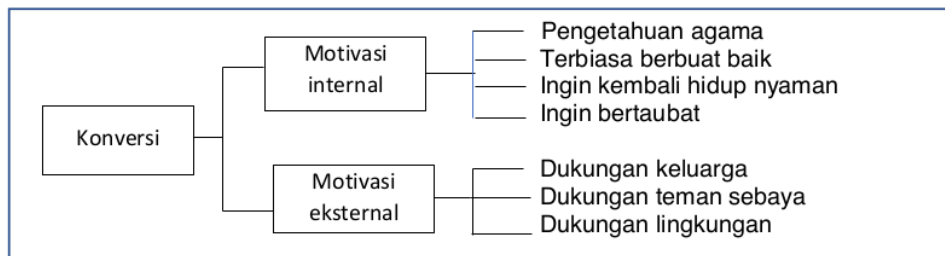 Konversi
Motivasi
internal
Pengetahuan agama
Terbiasa berbuat baik
Ingin kembali hidup nyaman
Ingin bertaubat
Motivasi
eksternal
Dukungan keluarga
Dukungan teman sebaya
Dukungan lingkungan